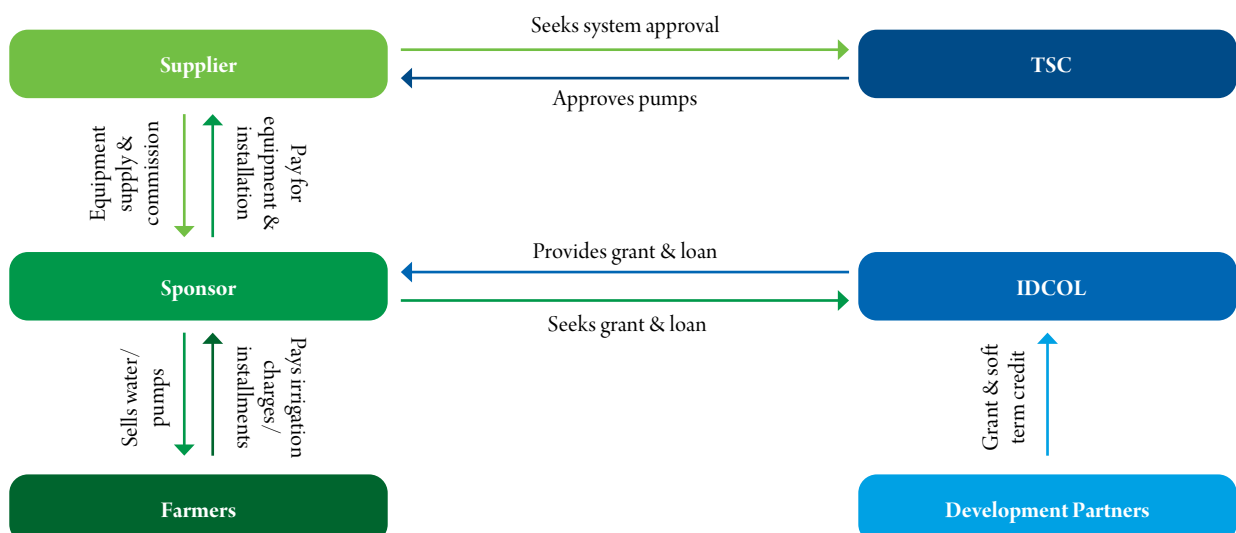 Seeks system approval
Supplier
TSC
Approves pumps
Equipment
supply &
commission
Pay for
equipment &
installation
Provides grant & loan
Sponsor
IDCOL
Seeks grant & loan
Sells water/
pumps
Pays irrigation
charges /
installments
Grant & soft
term credit
Farmers
Development Partners